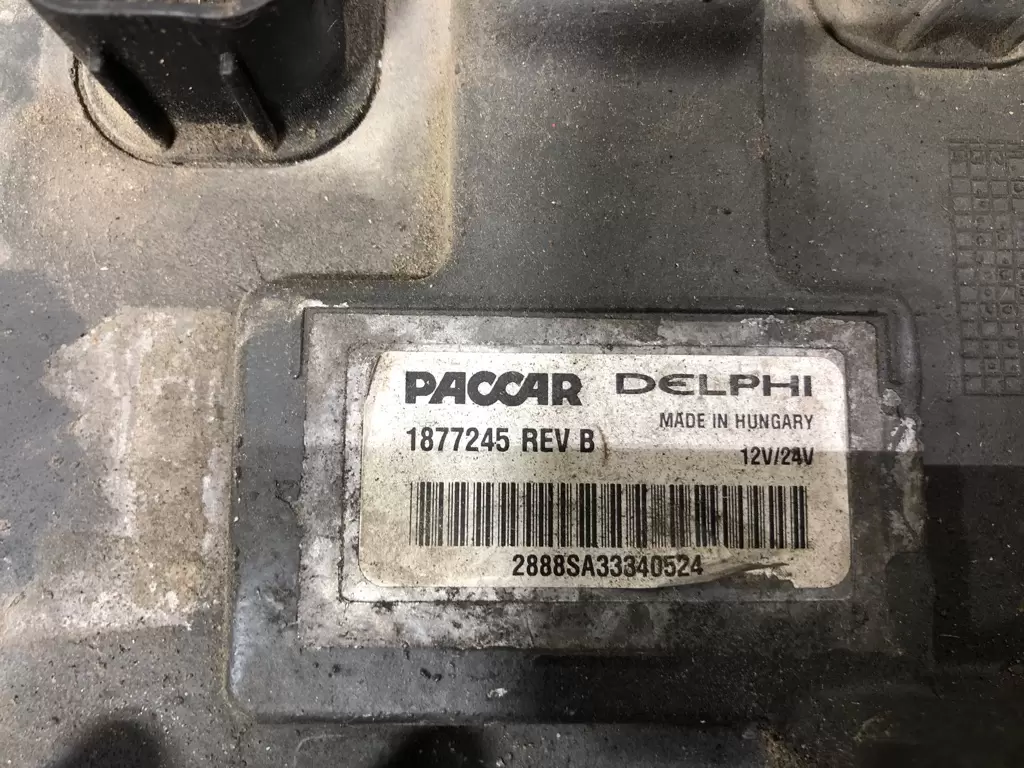 PACCAR DELPHI
MADE IN HUNGARY
1877245 REV B
12V/24V
2888SA33340524